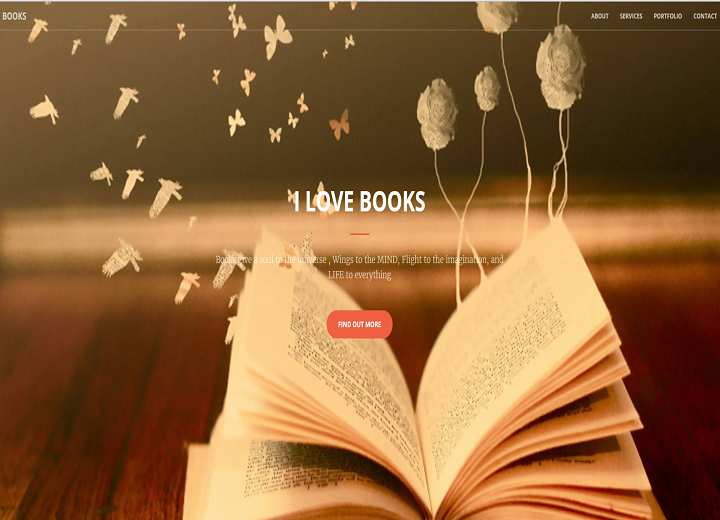 BOOKS
ABOUT SERVICES PORTFOLIO CONTACT
I LOVE BOOKS
Books give a soul to the universe , Wings to the MIND, Flight to the imagination, and
LIFE to everything
FIND OUT MORE